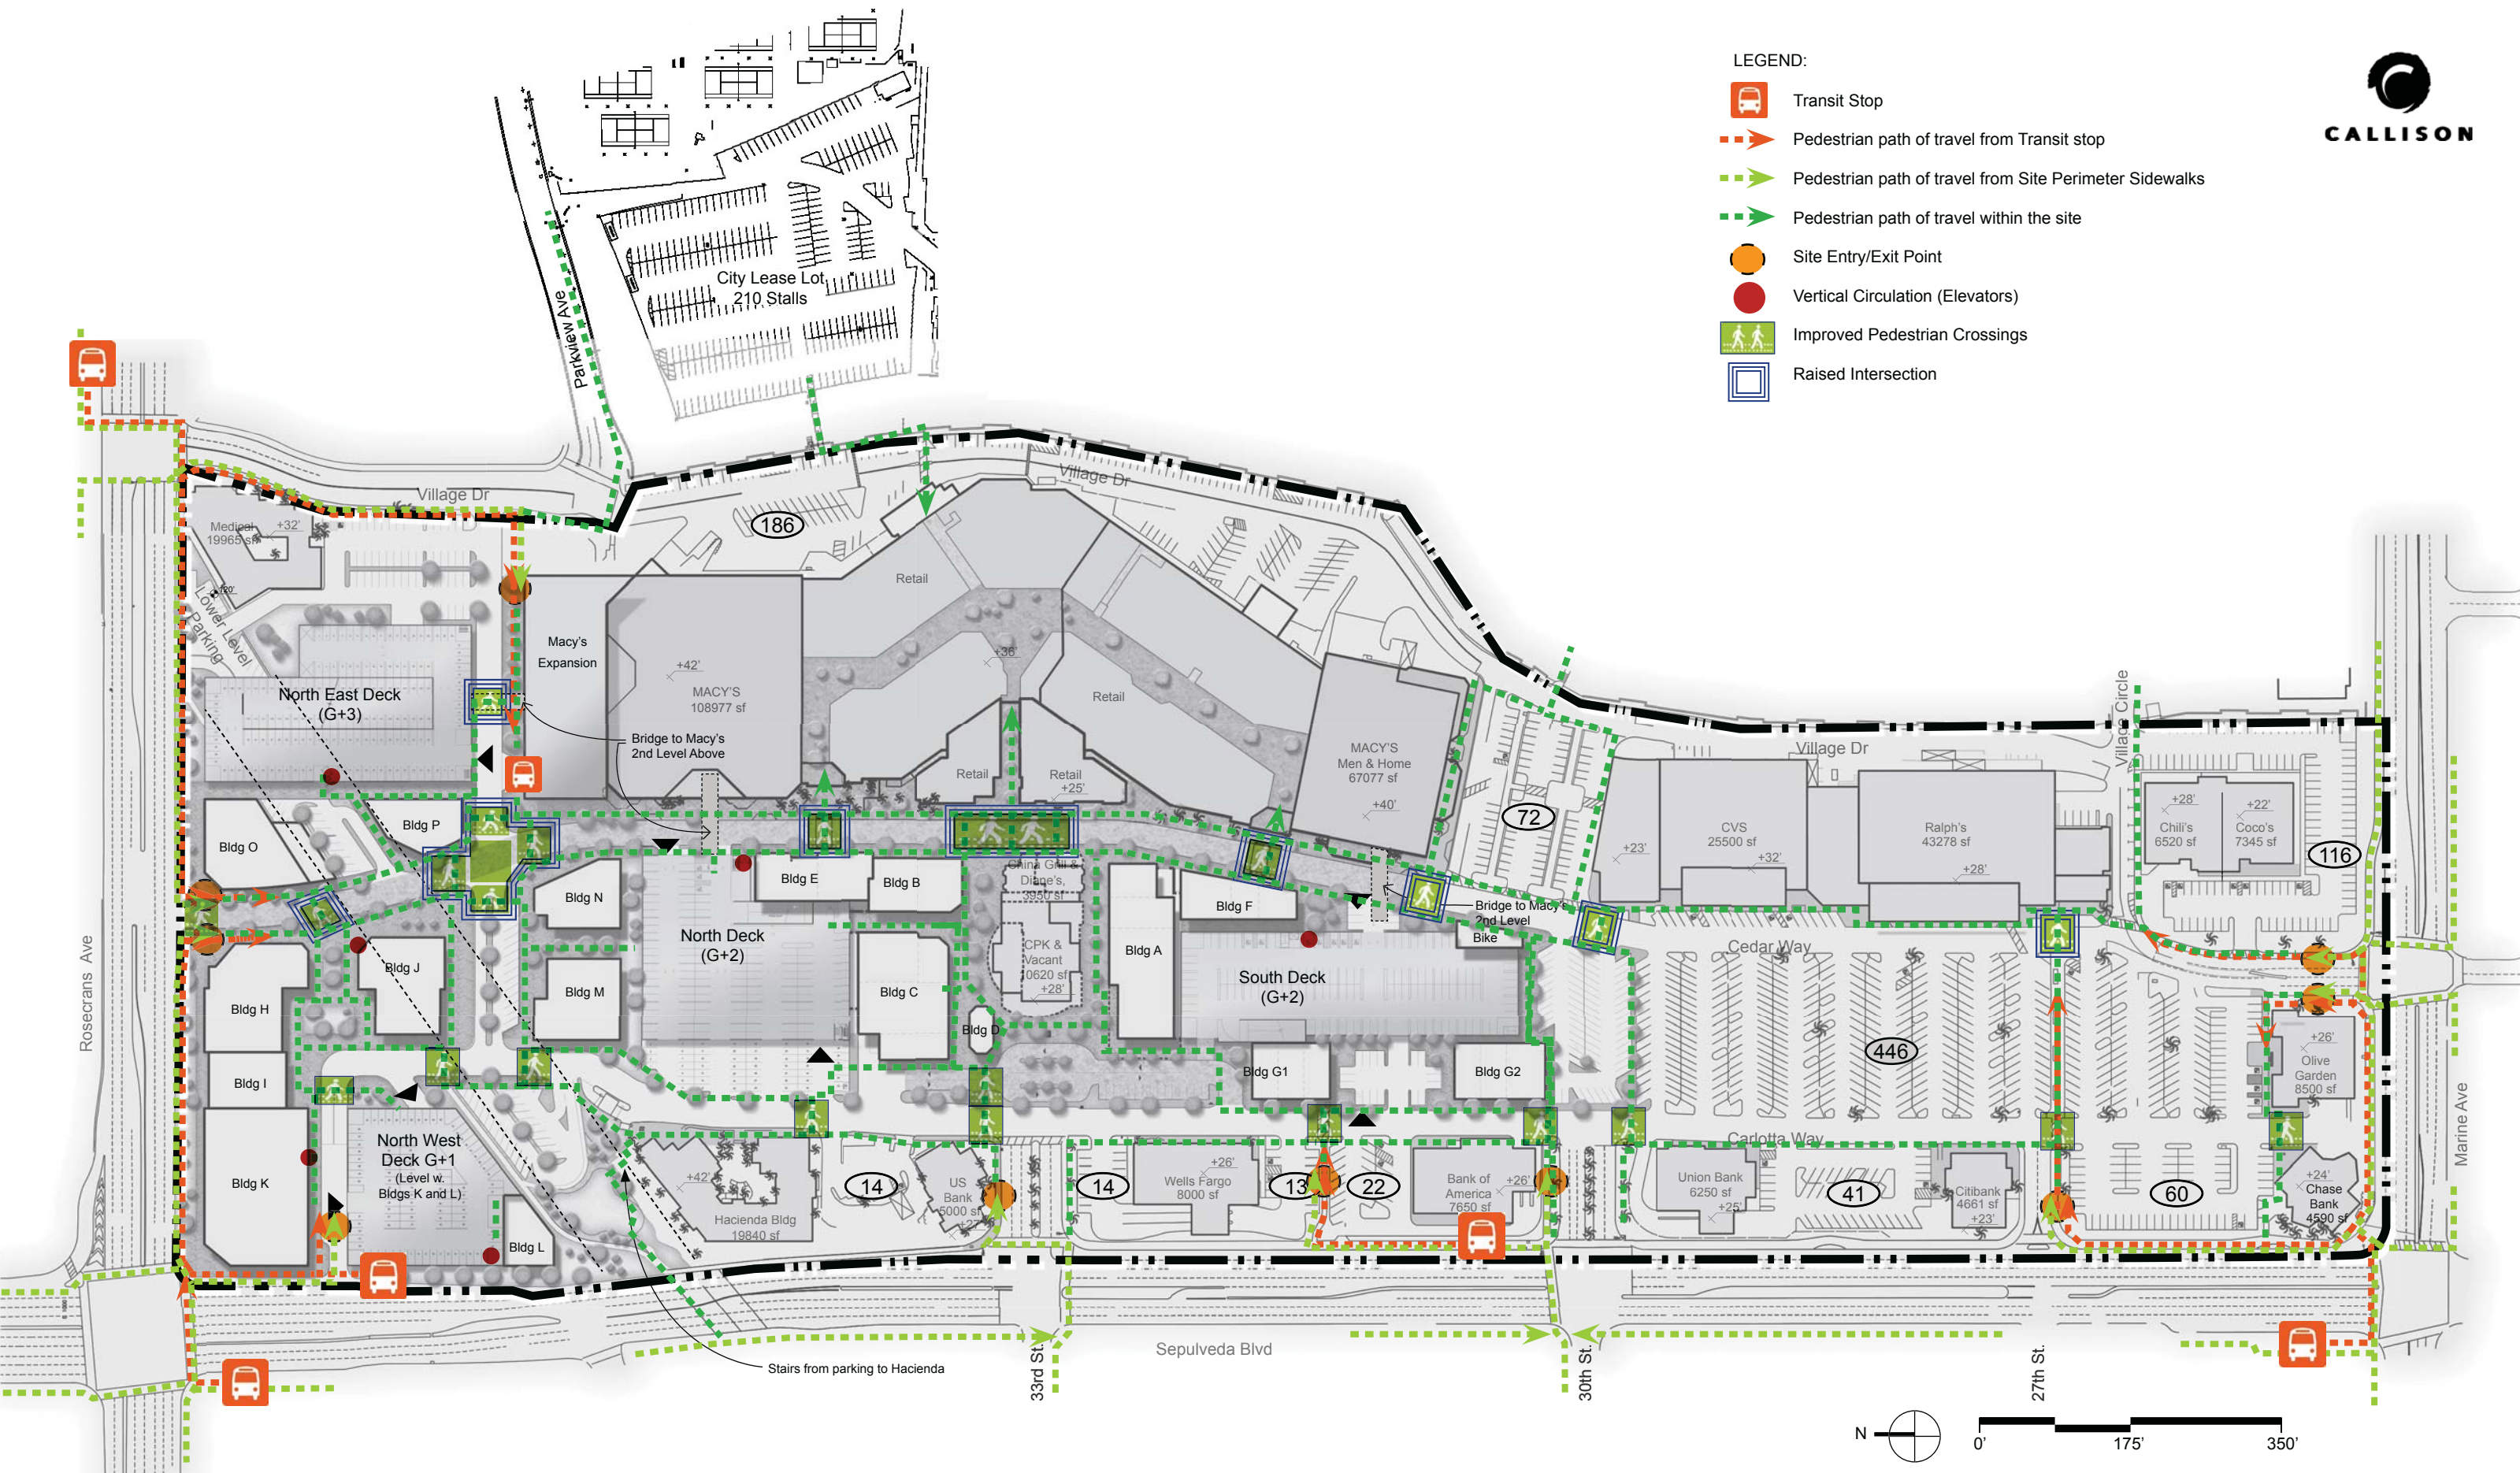 LEGEND:
Transit Stop
Pedestrian path of travel from Transit stop
Pedestrian path of travel from Site Perimeter Sidewalks
Pedestrian path of travel within the site
Site Entry/Exit Point
Vertical Circulation (Elevators)
Improved Pedestrian Crossings
Raised Intersection
CALLISON
City Lease Lot
210 Stalls
Parkview Ave
Village Dr
Village Dr
186
Medical
19965 sf
+32'
+20'
Lower Level
Parking
North East Deck
(G+3)
Macy's
Expansion
+42'
MACY'S
108977 sf
Bridge to Macy's
2nd Level Above
Retail
+36'
Retail
Retail
Retail
+25'
MACY'S
Men & Home
67077 sf
+40'
72
Village Circle
Village Dr
+23'
CVS
25500 sf
+32'
Ralph's
43278 sf
+28'
+28'
Chili's
6520 sf
+22'
Coco's
7345 sf
116
Bldg O
Bldg P
Bldg N
Bldg E
Bldg B
China Grill &
Diane's,
3950 sf
Bldg F
Bridge to Macy's
2nd Level
Bike
Cedar Way
Rosecrans Ave
Bldg H
Bldg J
Bldg M
North Deck
(G+2)
Bldg C
CPK &
Vacant
10620 sf
+28'
Bldg A
South Deck
(G+2)
Bldg D
Bldg I
Bldg G1
Bldg G2
446
+26'
Olive
Garden
8500 sf
Marine Ave
Carlotta Way
Bldg K
North West
Deck G+1
(Level w.
Bldgs K and L)
Bldg L
+42'
Hacienda Bldg
19840 sf
14
US
Bank
5000 sf
+27'
14
+26'
Wells Fargo
8000 sf
13
22
Bank of
America
7650 sf
+26'
Union Bank
6250 sf
+25'
41
Citibank
4661 sf
+23'
60
+24'
Chase
Bank
4590 sf
Stairs from parking to Hacienda
33rd St.
Sepulveda Blvd
30th St.
27th St.
N
0'
175'
350'